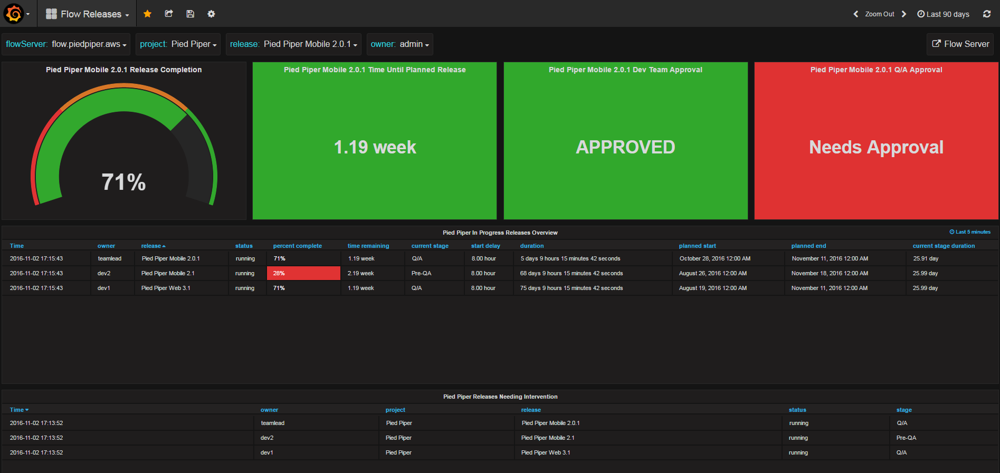 Flow Releases
Zoom Out
Last 90 days
flowServer: flow.piedpiper.aws
project: Pied Piper
release: Pied Piper Mobile 2.0.1
owner: admin
Flow Server
Pied Piper Mobile 2.0.1 Release Completion
71%
Pied Piper Mobile 2.0.1 Time Until Planned Release
1.19 week
Pied Piper Mobile 2.0.1 Dev Team Approval
APPROVED
Pied Piper Mobile 2.0.1 Q/A Approval
Needs Approval
Pied Piper In Progress Releases Overview
Last 5 minutes
Time owner release status percent complete time remaining current stage start delay duration planned start planned end current stage duration
2016-11-02 17:15:43 teamlead Pied Piper Mobile 2.0.1 running 71% 1.19 week Q/A 8.00 hour 5 days 9 hours 15 minutes 42 seconds October 28, 2016 12:00 AM November 11, 2016 12:00 AM 25.91 day
2016-11-02 17:15:43 dev2 Pied Piper Mobile 2.1 running 28% 2.19 week Pre-QA 8.00 hour 68 days 9 hours 15 minutes 42 seconds August 26, 2016 12:00 AM November 18, 2016 12:00 AM 25.99 day
2016-11-02 17:15:43 dev1 Pied Piper Web 3.1 running 71% 1.19 week Q/A 8.00 hour 75 days 9 hours 15 minutes 42 seconds August 19, 2016 12:00 AM November 11, 2016 12:00 AM 25.99 day
Pied Piper Releases Needing Intervention
Time owner project release status stage
2016-11-02 17:13:52 teamlead Pied Piper Pied Piper Mobile 2.0.1 running Q/A
2016-11-02 17:13:52 dev2 Pied Piper Pied Piper Mobile 2.1 running Pre-QA
2016-11-02 17:13:52 dev1 Pied Piper Pied Piper Web 3.1 running Q/A